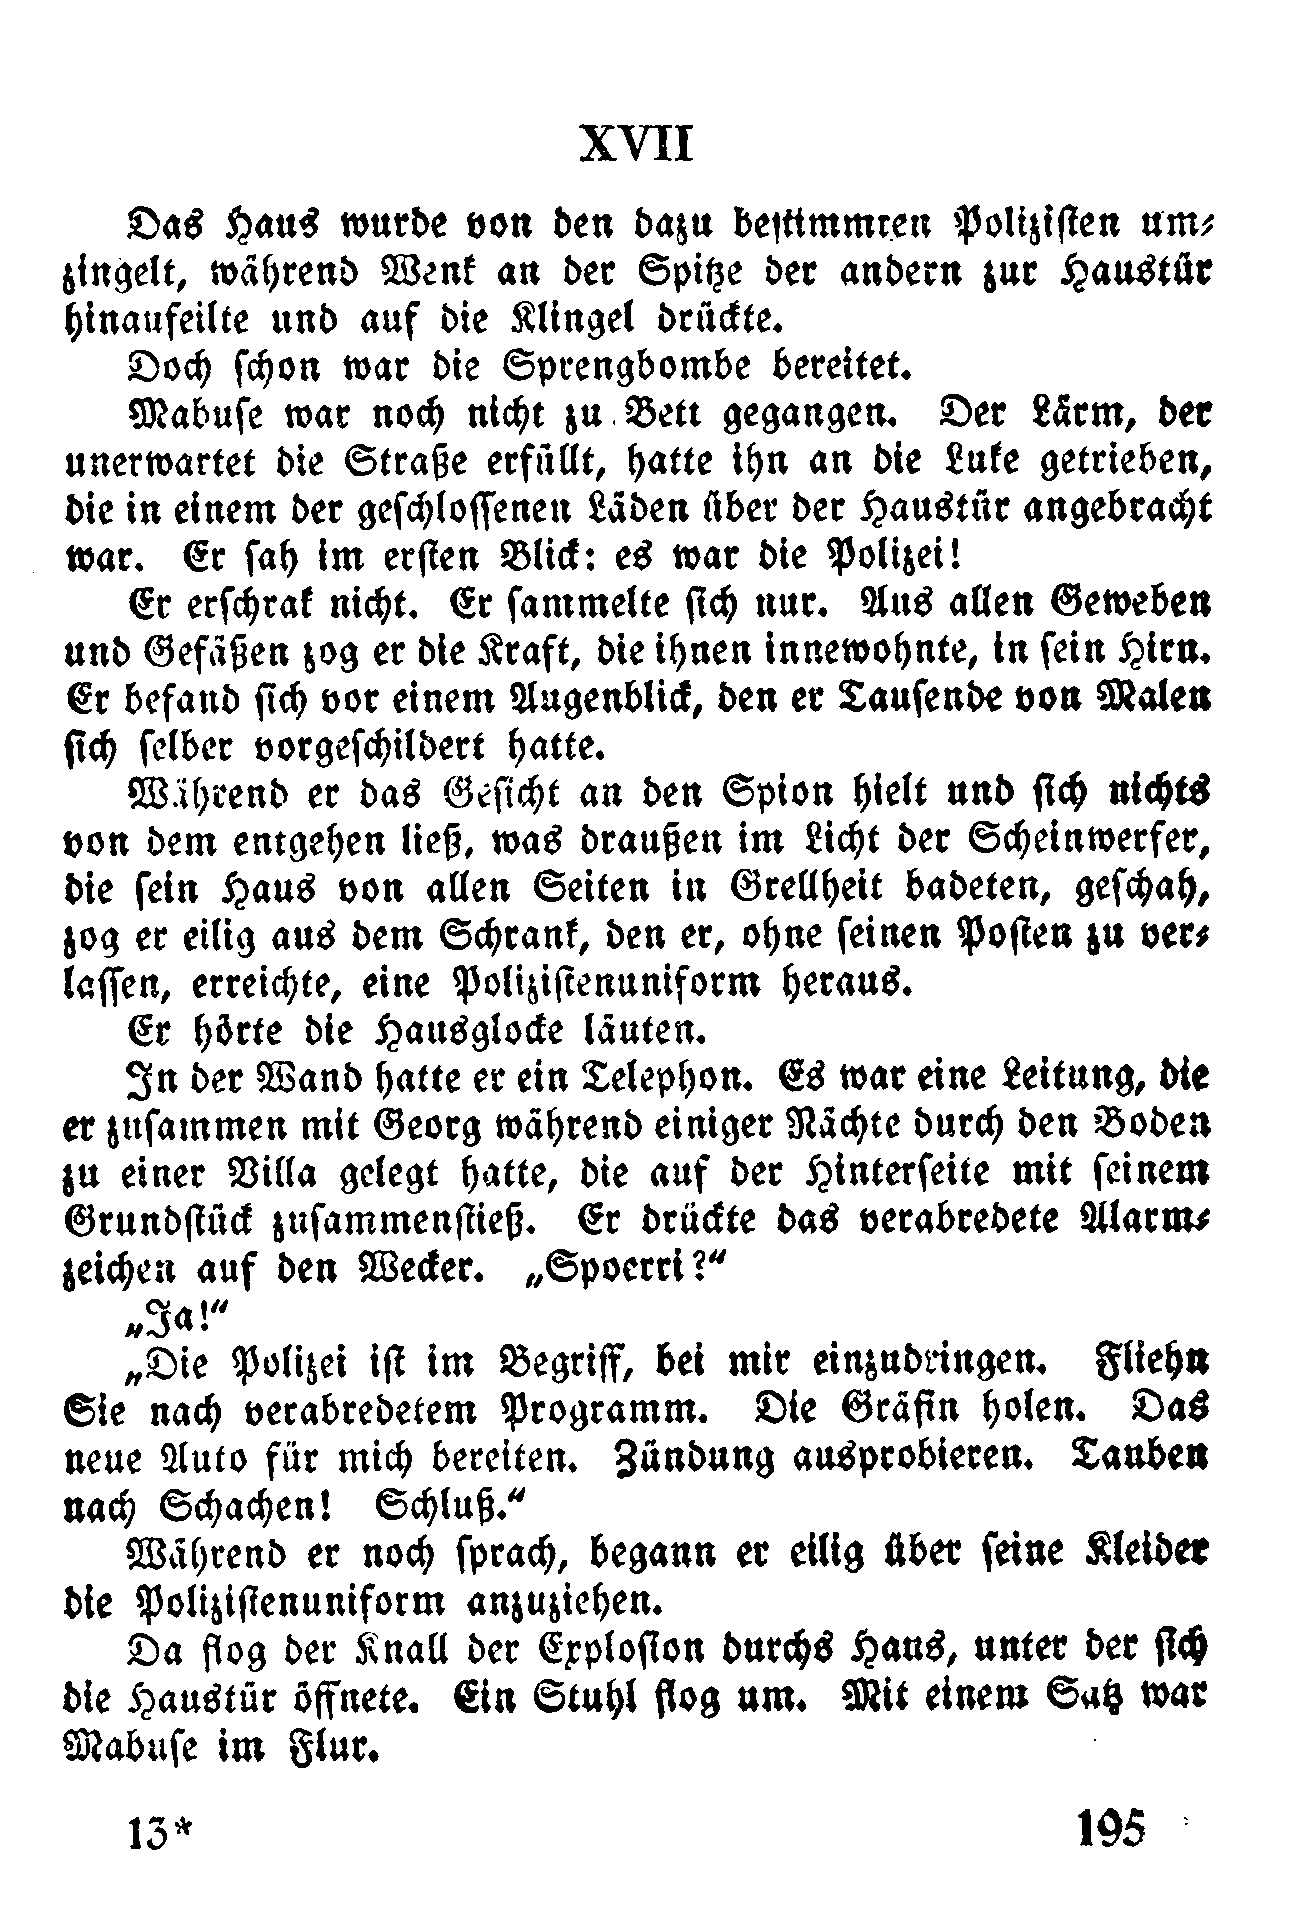 XVII
Das Haus wurde von den dazu bestimmten Polizisten um-
zingelt, während Wenk an der Spitze der andern zur Haustür
hinaufeilte und auf die Klingel drückte.
Doch schon war die Sprengbombe bereitet.
Mabuse war noch nicht zu Bett gegangen. Der Lärm, der
unerwartet die Straße erfüllt, hatte ihn an die Luke getrieben,
die in einem der geschlossenen Läden über der Haustür angebracht
war. Er sah im ersten Blick: es war die Polizei!
Er erschrak nicht. Er sammelte sich nur. Aus allen Geweben
und Gefäßen zog er die Kraft, die ihnen innewohnte, in sein Hirn.
Er befand sich vor einem Augenblick, den er Tausende von Malen
sich selber vorgeschildert hatte.
Während er das Gesicht an den Spion hielt und sich nichts
von dem entgehen ließ, was draußen im Licht der Scheinwerfer,
die sein Haus von allen Seiten in Grellheit badeten, geschah,
zog er eilig aus dem Schrank, den er, ohne seinen Posten zu ver-
lassen, erreichte, eine Polizistenuniform heraus.
Er hörte die Hausglocke läuten.
In der Wand hatte er ein Telephon. Es war eine Leitung, die
er zusammen mit Georg während einiger Nächte durch den Boden
zu einer Villa gelegt hatte, die auf der Hinterseite mit seinem
Grundstück zusammenstieß. Er drückte das verabredete Alarm-
zeichen auf den Wecker. „Spoerri?“
„Ja!“
„Die Polizei ist im Begriff, bei mir einzudringen. Fliehn
Sie nach verabredetem Programm. Die Gräfin holen. Das
neue Auto für mich bereiten. Zündung ausprobieren. Tauben
nach Schachen! Schluß.“
Während er noch sprach, begann er eilig über seine Kleider
die Polizistenuniform anzuziehen.
Da flog der Knall der Explosion durchs Haus, unter der sich
die Haustür öffnete. Ein Stuhl flog um. Mit einem Satz war
Mabuse im Flur.
13*
195